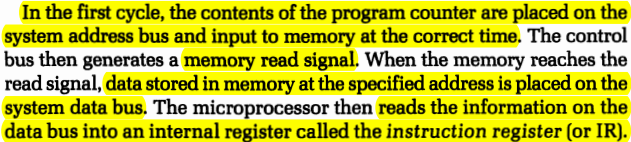 In the first cycle, the contents of the program counter are placed on the
system address bus and input to memory at the correct time. The control
bus then generates a memory read signal. When the memory reaches the
read signal, data stored in memory at the specified address is placed on the
system data bus. The microprocessor then reads the information on the
data bus into an internal register called the instruction register (or IR).